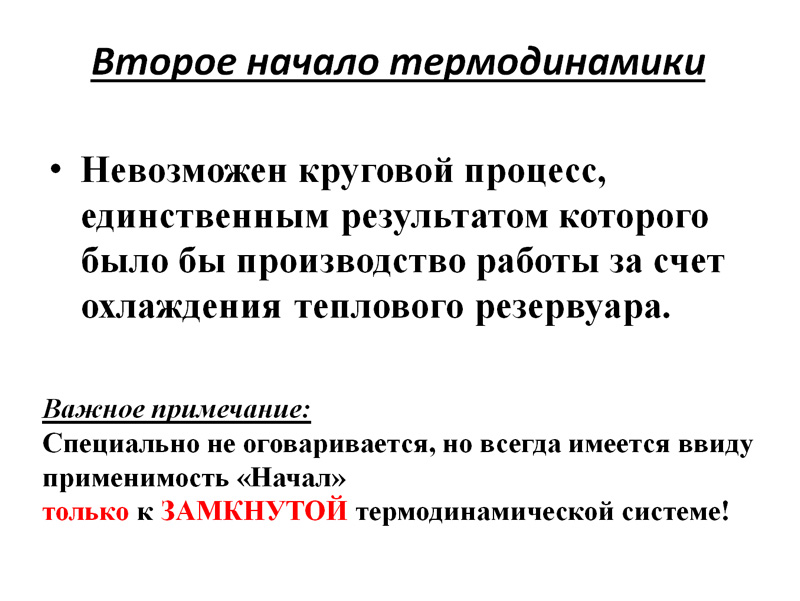 Второе начало термодинамики
• Невозможен круговой процесс,
единственным результатом которого
было бы производство работы за счет
охлаждения теплового резервуара.
Важное примечание:
Специально не оговаривается, но всегда имеется ввиду
применимость «Начал»
только к ЗАМКНУТОЙ термодинамической системе!